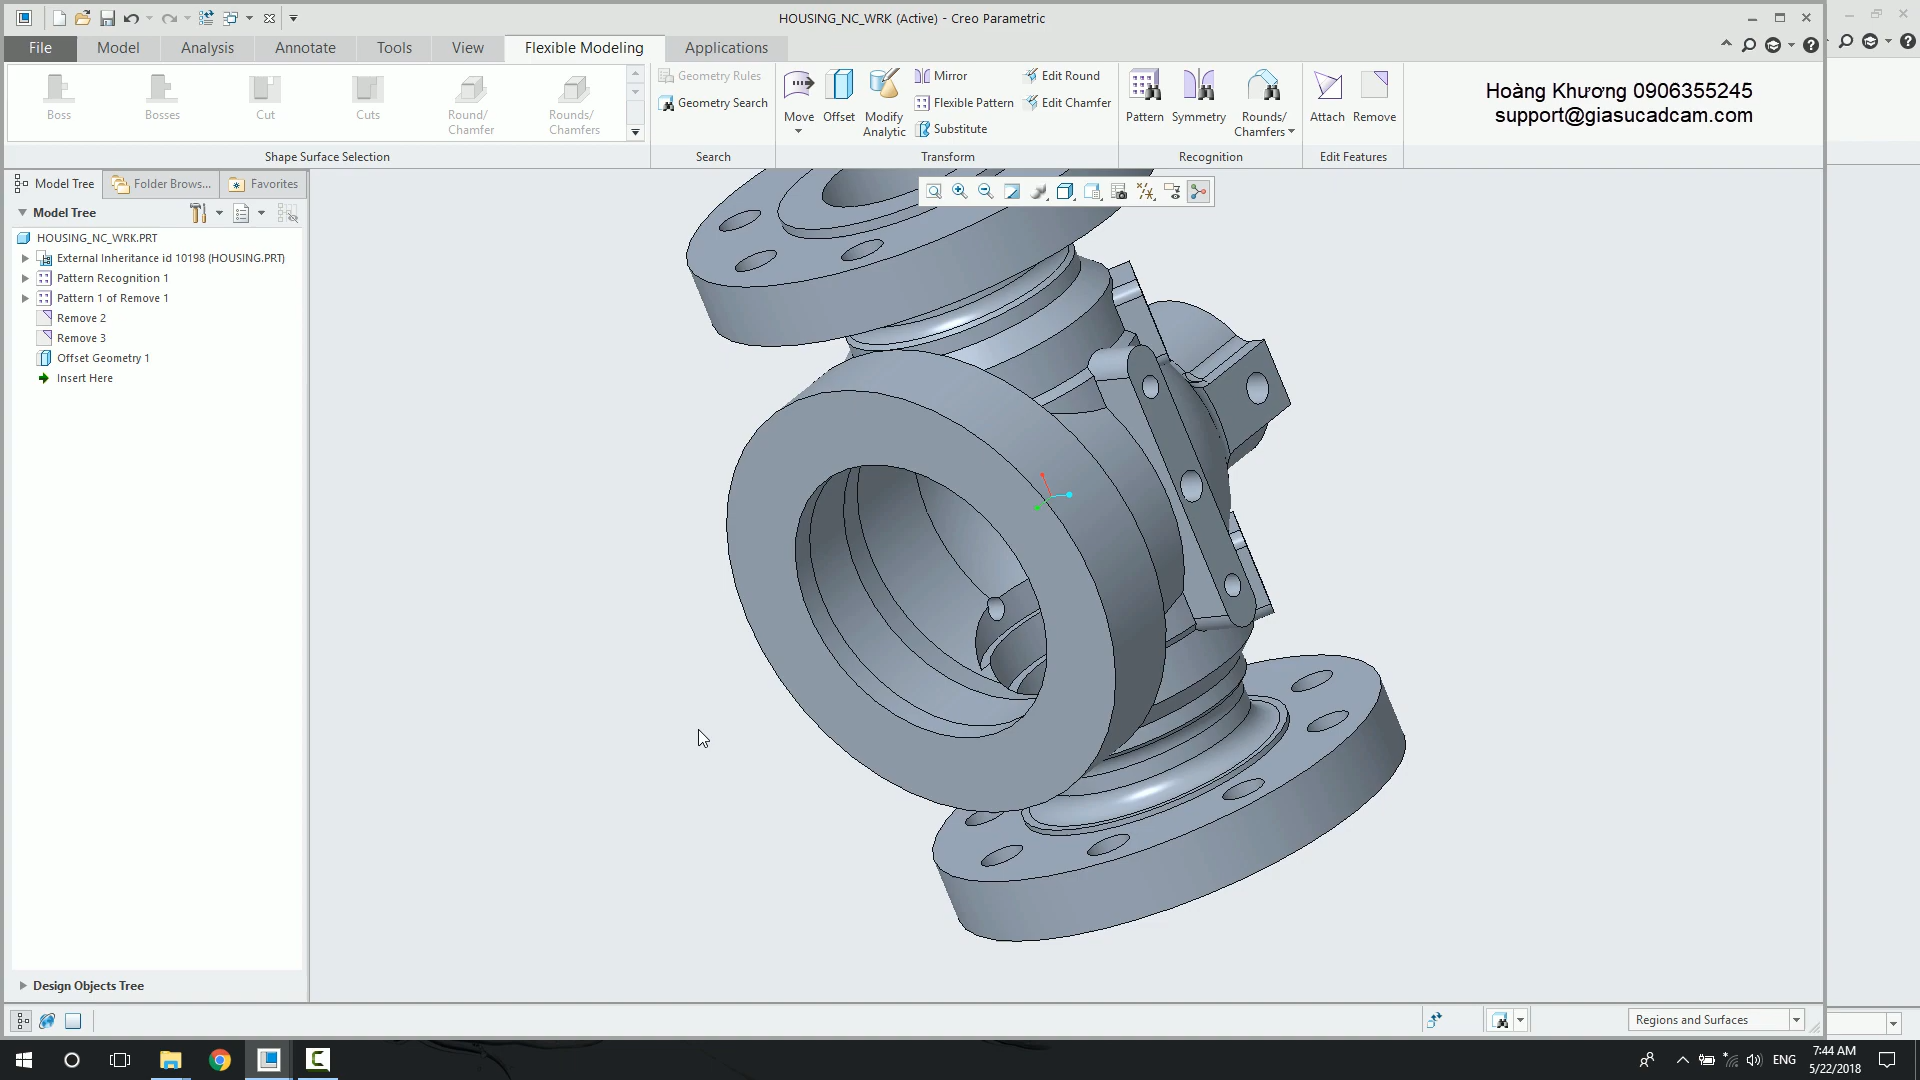 HOUSING_NC_WRK (Active) - Creo Parametric
File Model Analysis Annotate Tools View Flexible Modeling Applications
Boss Bosses Cut Cuts Round/ Chamfer Rounds/ Chamfers
Shape Surface Selection
Geometry Rules
Geometry Search
Search
Move Offset Modify Analytic
Mirror
Flexible Pattern
Substitute
Edit Round
Edit Chamfer
Transform
Pattern Symmetry Rounds/ Chamfers
Recognition
Attach Remove
Edit Features
Hoàng Khương 0906355245
support@giasucadcam.com
Model Tree Folder Brows... Favorites
Model Tree
HOUSING_NC_WRK.PRT
External Inheritance id 10198 (HOUSING.PRT)
Pattern Recognition 1
Pattern 1 of Remove 1
Remove 2
Remove 3
Offset Geometry 1
Insert Here
Design Objects Tree
Regions and Surfaces
ENG
7:44 AM
5/22/2018